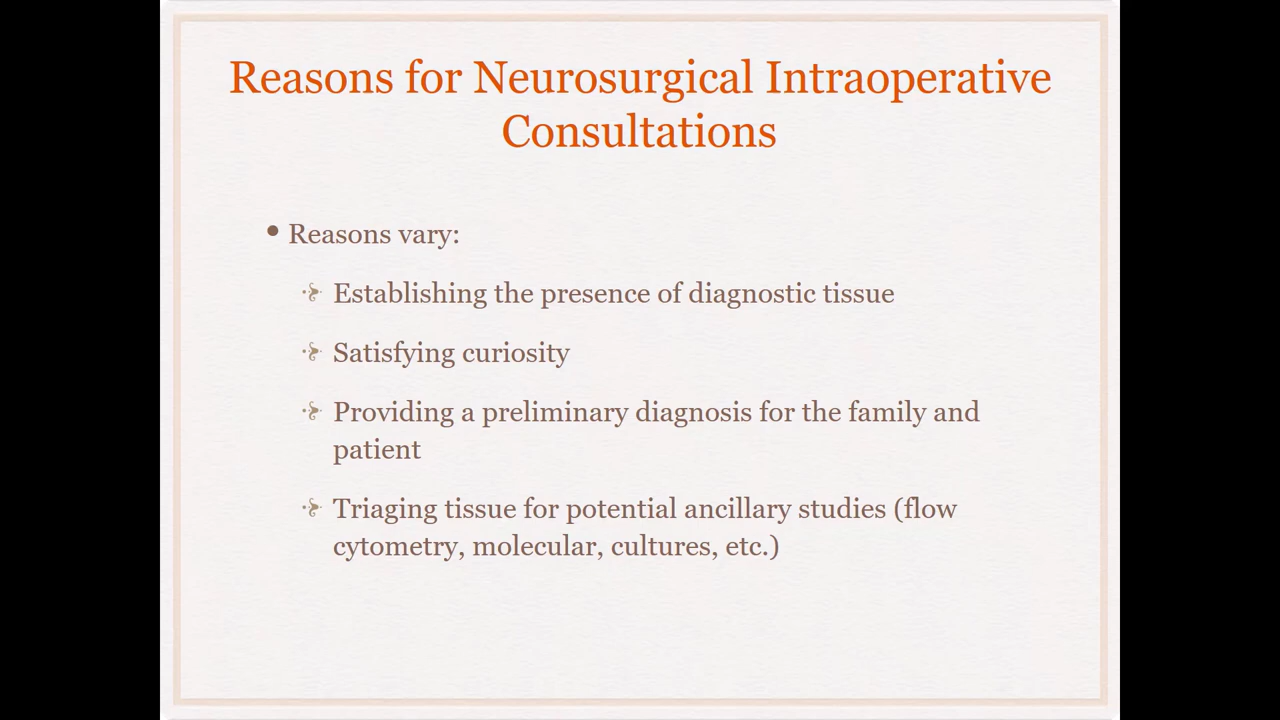 Reasons for Neurosurgical Intraoperative
Consultations
• Reasons vary:
Establishing the presence of diagnostic tissue
Satisfying curiosity
Providing a preliminary diagnosis for the family and
patient
Triaging tissue for potential ancillary studies (flow
cytometry, molecular, cultures, etc.)